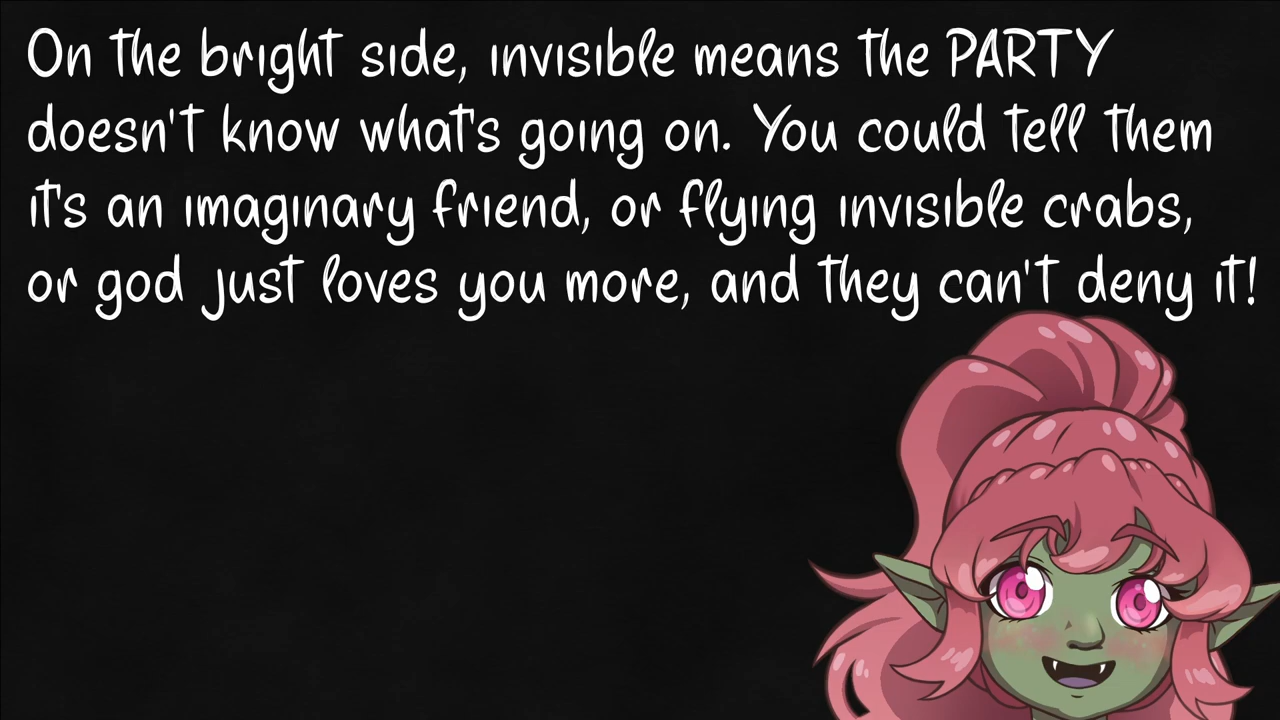 On the bright side, invisible means the PARTY
doesn't know what's going on. You could tell them
it's an imaginary friend, or flying invisible crabs,
or god just loves you more, and they can't deny it!